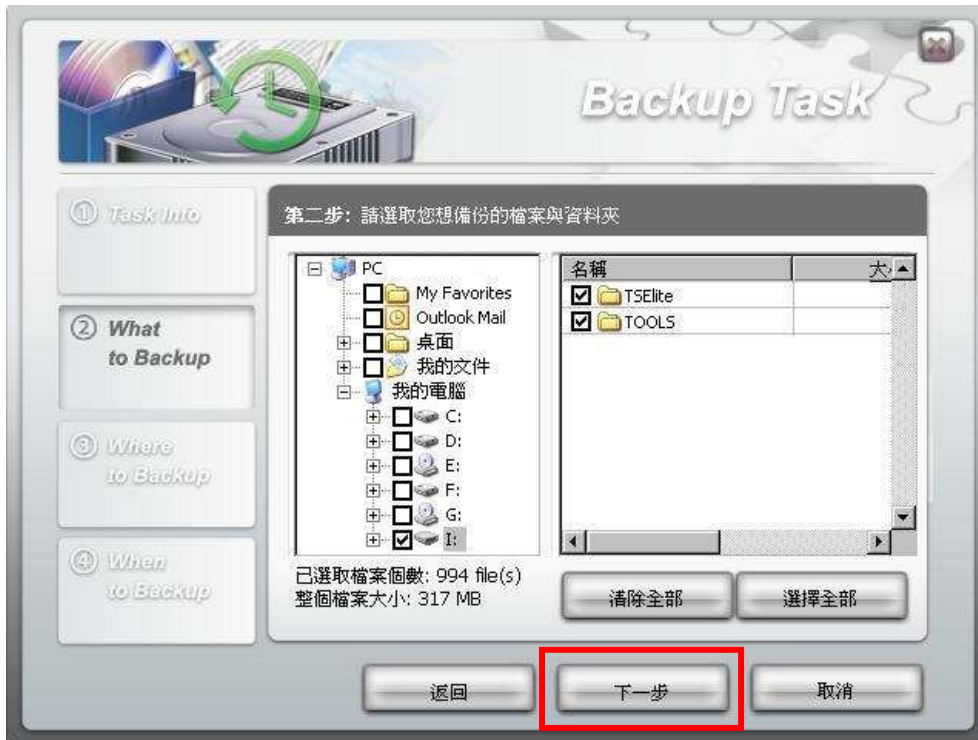 Backup Task
① Task Info
② What
to Backup
③ Where
to Backup
④ When
to Backup
第二步: 請選取您想備份的檔案與資料夾
PC
My Favorites
Outlook Mail
桌面
我的文件
我的電腦
C:
D:
E:
F:
G:
I:
名稱 大小
TSElite
TOOLS
已選取檔案個數: 994 file(s)
整個檔案大小: 317 MB
清除全部 選擇全部
返回 下一步 取消